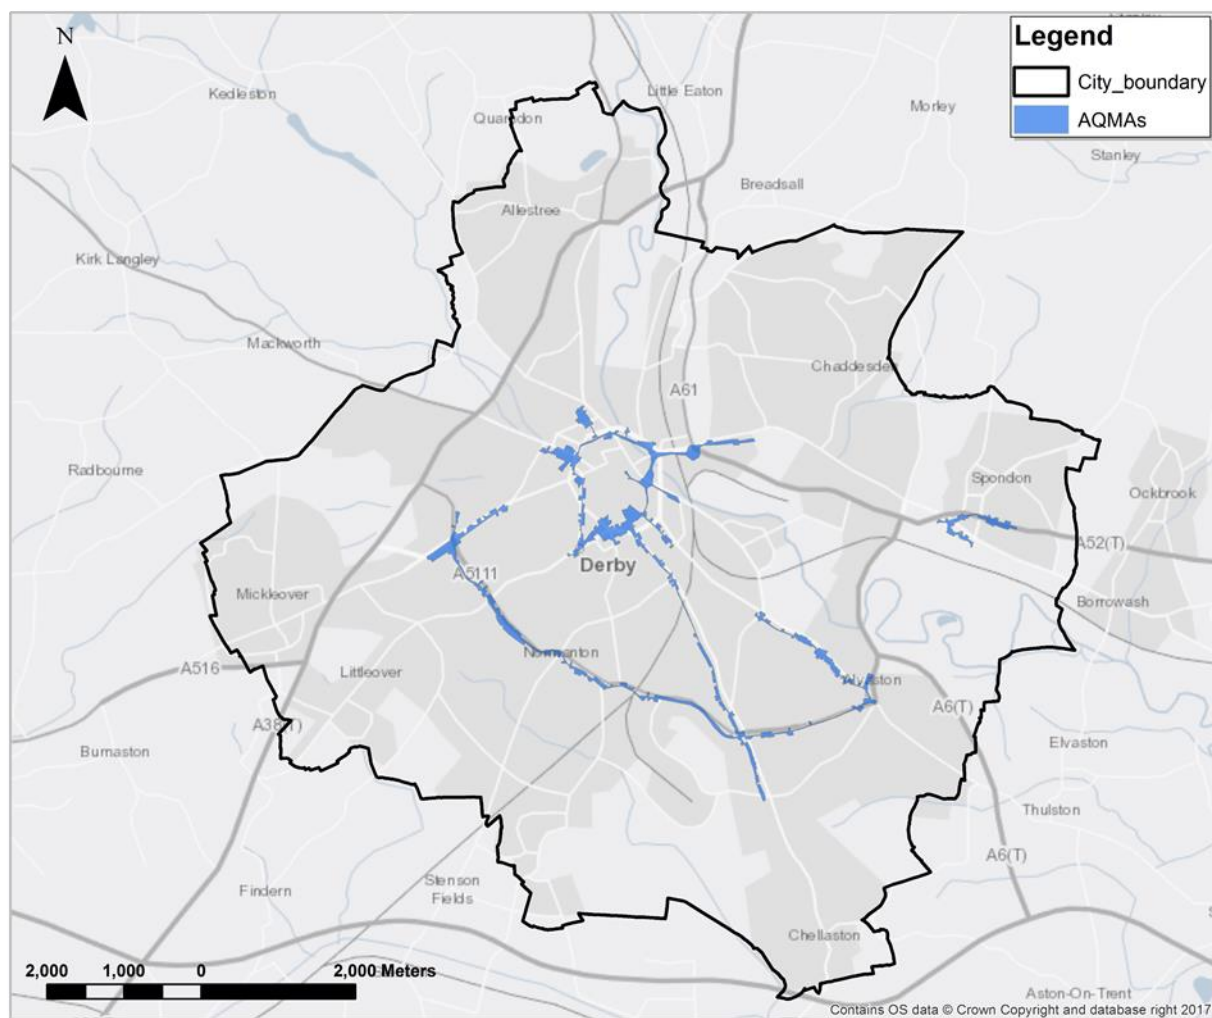 N
Legend
City_boundary
AQMAs
Little Eaton
Kedleston
Morley
Quarndon
Stanley
Breadsall
Allestree
Kirk Langley
Mackworth
Chaddesden
A61
Radbourne
Spondon
Ockbrook
A52(T)
Derby
A5111
Mickleover
Borrowash
Normanton
A516
Littleover
Alvaston
A6(T)
A38(T)
Burnaston
Elvaston
Thulston
A6(T)
Findern
Stenson
Fields
Chellaston
2,000 1,000 0 2,000 Meters
Aston-On-Trent
Contains OS data © Crown Copyright and database right 2017